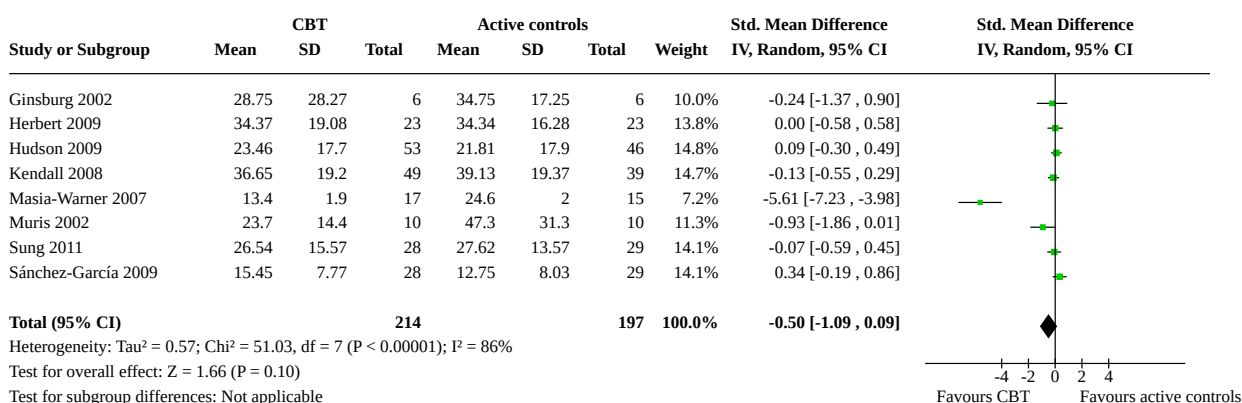 CBT Active controls Std. Mean Difference Std. Mean Difference
Study or Subgroup Mean SD Total Mean SD Total Weight IV, Random, 95% CI IV, Random, 95% CI
Ginsburg 2002 28.75 28.27 6 34.75 17.25 6 10.0% -0.24 [-1.37 , 0.90]
Herbert 2009 34.37 19.08 23 34.34 16.28 23 13.8% 0.00 [-0.58 , 0.58]
Hudson 2009 23.46 17.7 53 21.81 17.9 46 14.8% 0.09 [-0.30 , 0.49]
Kendall 2008 36.65 19.2 49 39.13 19.37 39 14.7% -0.13 [-0.55 , 0.29]
Masia-Warner 2007 13.4 1.9 17 24.6 2 15 7.2% -5.61 [-7.23 , -3.98]
Muris 2002 23.7 14.4 10 47.3 31.3 10 11.3% -0.93 [-1.86 , 0.01]
Sung 2011 26.54 15.57 28 27.62 13.57 29 14.1% -0.07 [-0.59 , 0.45]
Sánchez-García 2009 15.45 7.77 28 12.75 8.03 29 14.1% 0.34 [-0.19 , 0.86]
Total (95% CI) 214 197 100.0% -0.50 [-1.09 , 0.09]
Heterogeneity: Tau² = 0.57; Chi² = 51.03, df = 7 (P < 0.00001); I² = 86%
Test for overall effect: Z = 1.66 (P = 0.10)
-4 -2 0 2 4
Test for subgroup differences: Not applicable
Favours CBT Favours active controls